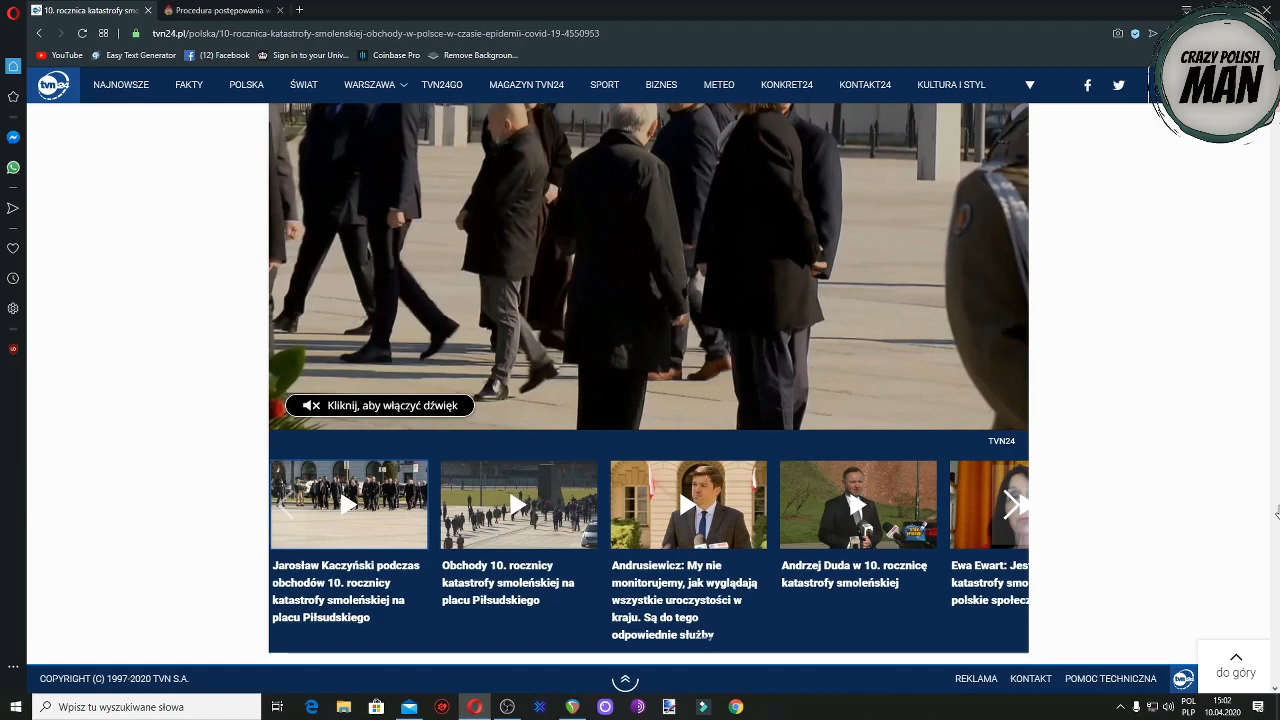 10. rocznica katastrofy smo
Procedura postępowania w
tvn24.pl/polska/10-rocznica-katastrofy-smolenskiej-obchody-w-polsce-w-czasie-epidemii-covid-19-4550953
YouTube
Easy Text Generator
(2) Facebook
Sign in to your Univ...
Coinbase Pro
Remove Backgroun...
CRAZY POLISH
MAN
tvn24
NAJNOWSZE
FAKTY
POLSKA
ŚWIAT
WARSZAWA
TVN24GO
MAGAZYN TVN24
SPORT
BIZNES
METEO
KONKRET24
KONTAKT24
KULTURA I STYL
Kliknij, aby włączyć dźwięk
TVN24
Jarosław Kaczyński podczas
obchodów 10. rocznicy
katastrofy smoleńskiej na
placu Piłsudskiego
Obchody 10. rocznicy
katastrofy smoleńskiej na
placu Piłsudskiego
Andrusiewicz: My nie
monitorujemy, jak wyglądają
wszystkie uroczystości w
kraju. Są do tego
odpowiednie służby
Andrzej Duda w 10. rocznicę
katastrofy smoleńskiej
Ewa Ewart: Jes
katastrofy smo
polskie społecz
do góry
COPYRIGHT (C) 1997-2020 TVN S.A.
REKLAMA
KONTAKT
POMOC TECHNICZNA
tvn24
Wpisz tu wyszukiwane słowa
POL
PLP
15:02
10.04.2020